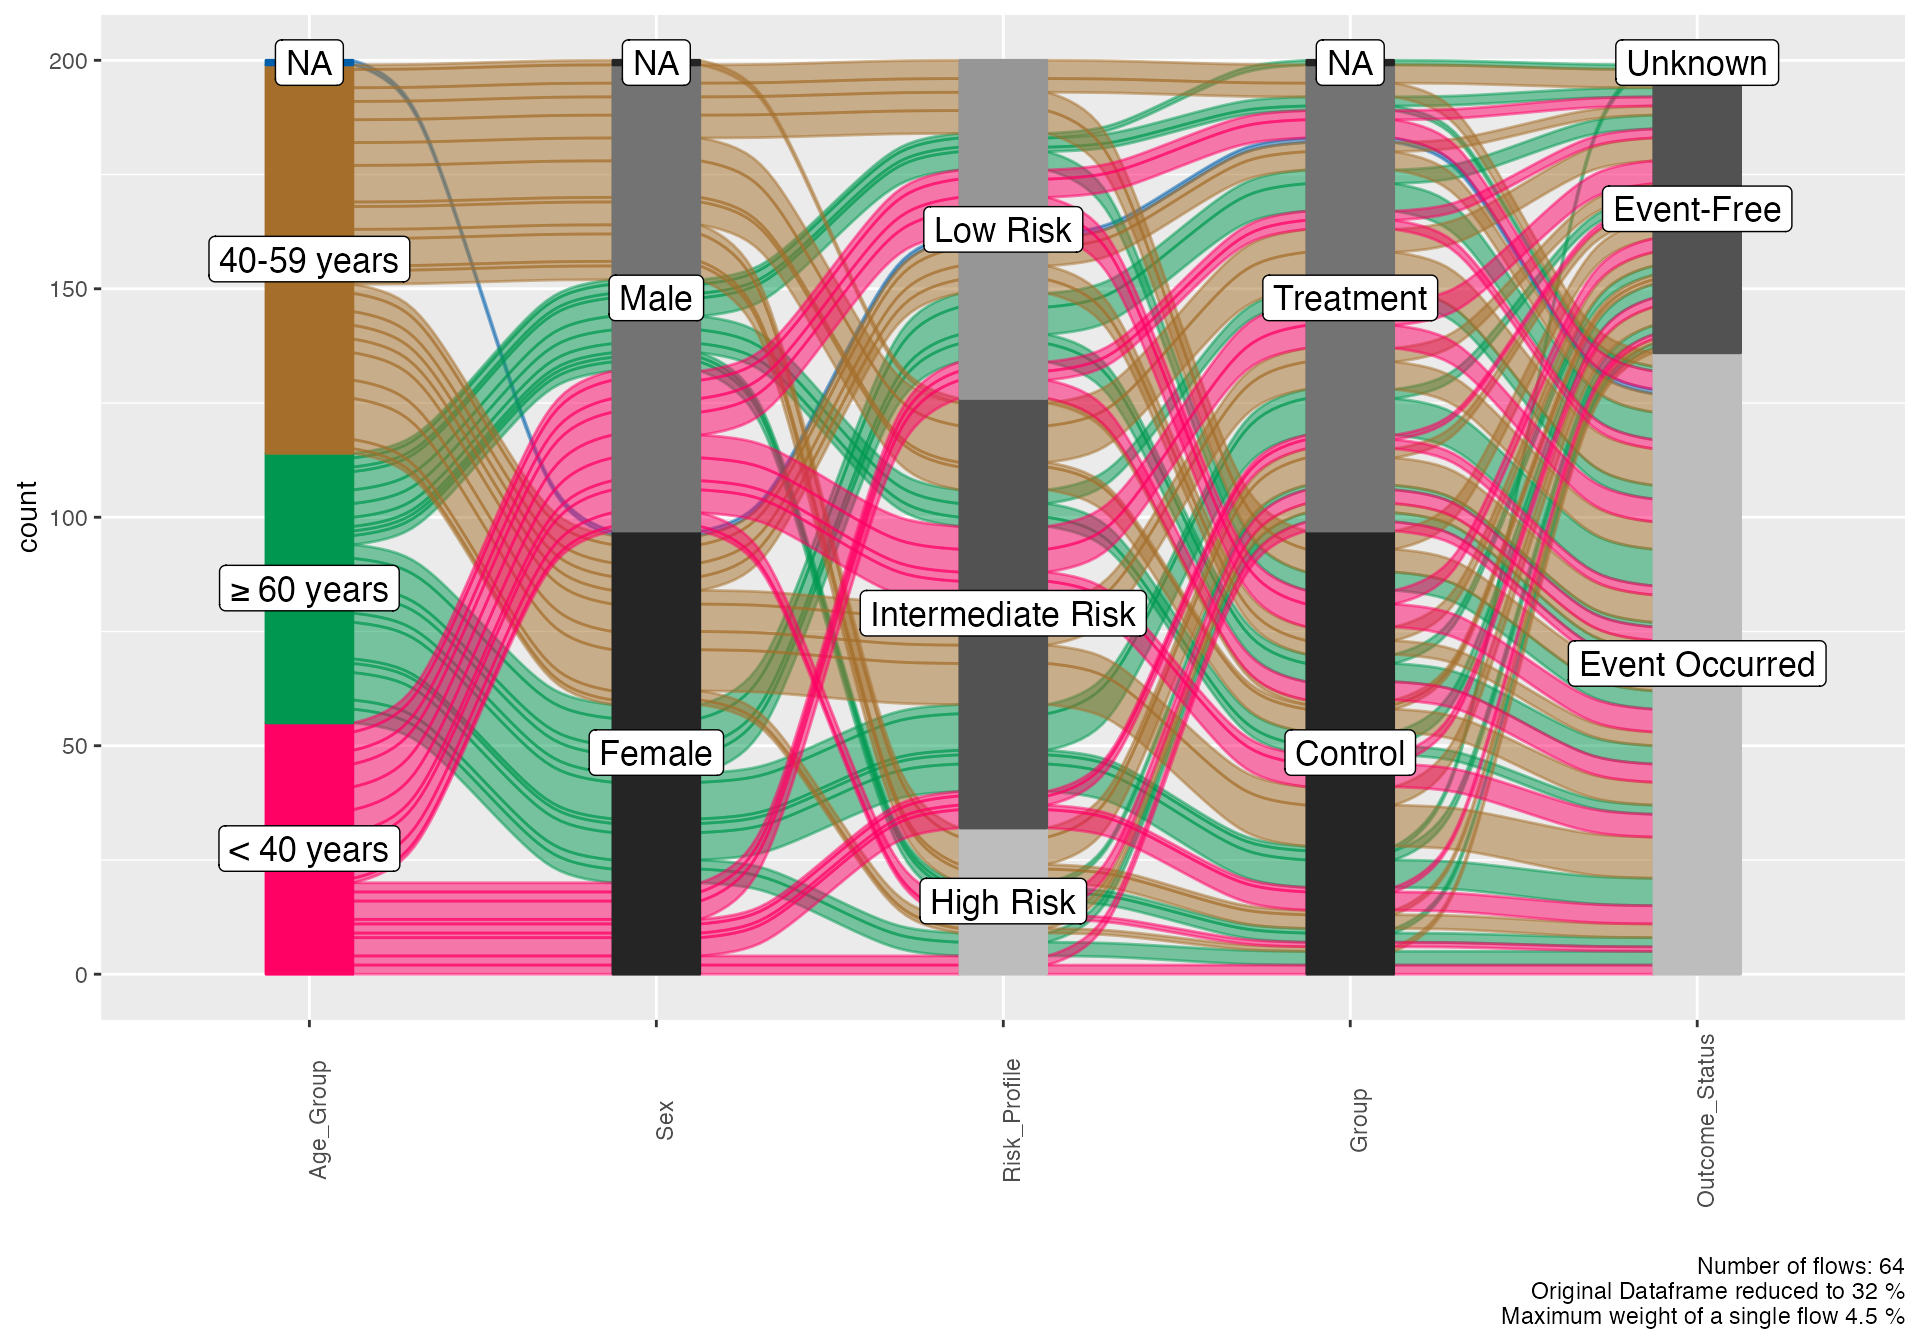 200
150
100
50
0
count
NA
40-59 years
≥ 60 years
< 40 years
NA
Male
Female
Low Risk
Intermediate Risk
High Risk
NA
Treatment
Control
Unknown
Event-Free
Event Occurred
Age_Group
Sex
Risk_Profile
Group
Outcome_Status
Number of flows: 64
Original Dataframe reduced to 32 %
Maximum weight of a single flow 4.5 %